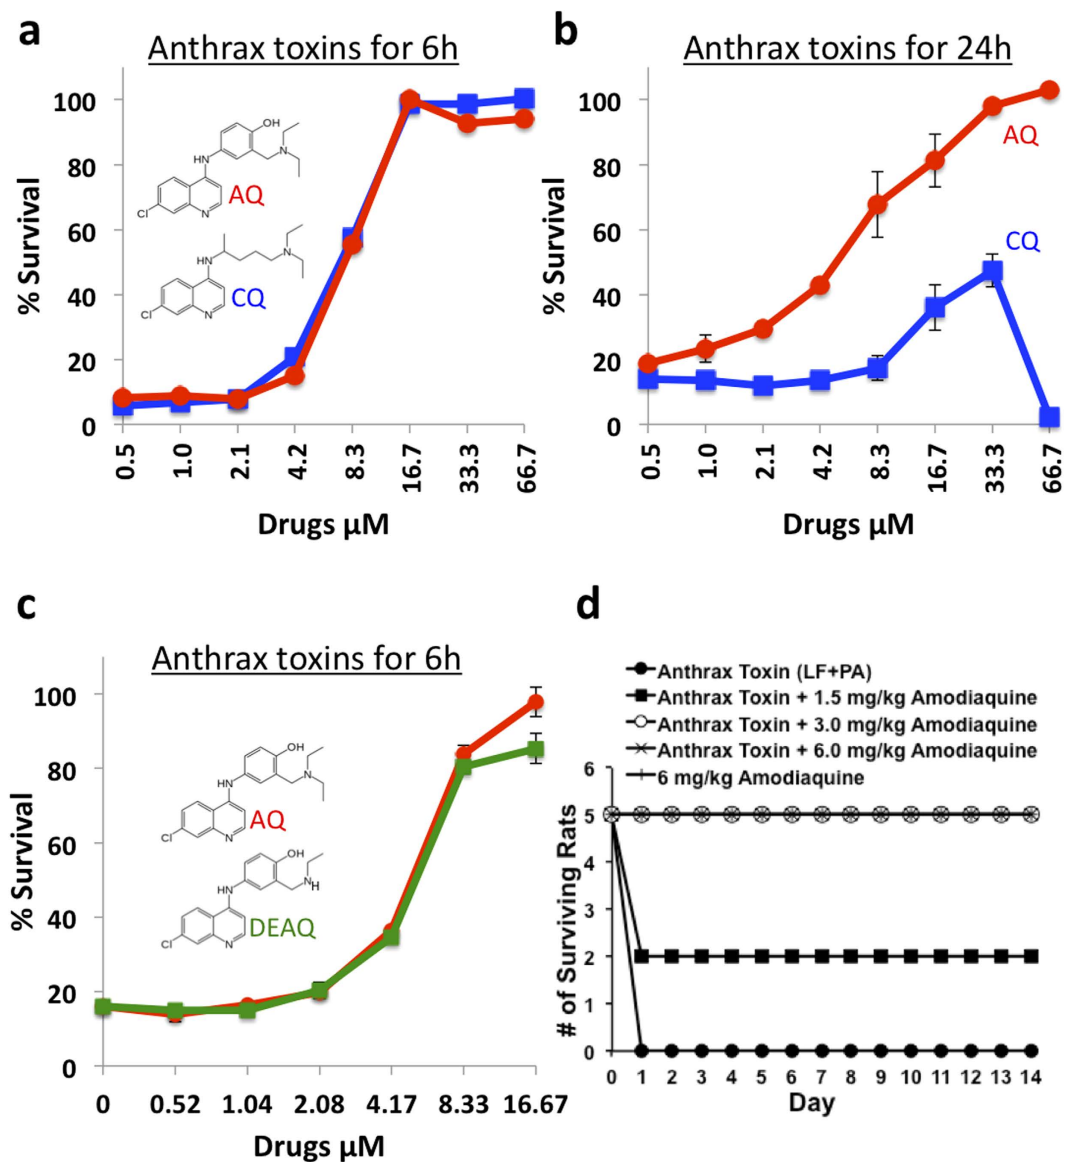 a
Anthrax toxins for 6h
% Survival
100
80
60
40
20
0
OH
N
HN
Cl
N
AQ
HN
N
Cl
N
CQ
0.5 1.0 2.1 4.2 8.3 16.7 33.3 66.7
Drugs µM
b
Anthrax toxins for 24h
% Survival
100
80
60
40
20
0
AQ
CQ
0.5 1.0 2.1 4.2 8.3 16.7 33.3 66.7
Drugs µM
c
Anthrax toxins for 6h
% Survival
100
80
60
40
20
0
OH
N
HN
Cl
N
AQ
OH
HN
NH
Cl
N
DEAQ
0 0.52 1.04 2.08 4.17 8.33 16.67
Drugs µM
d
Anthrax Toxin (LF+PA)
Anthrax Toxin + 1.5 mg/kg Amodiaquine
Anthrax Toxin + 3.0 mg/kg Amodiaquine
Anthrax Toxin + 6.0 mg/kg Amodiaquine
6 mg/kg Amodiaquine
# of Surviving Rats
6
5
4
2
1
0
0 1 2 3 4 5 6 7 8 9 10 11 12 13 14
Day